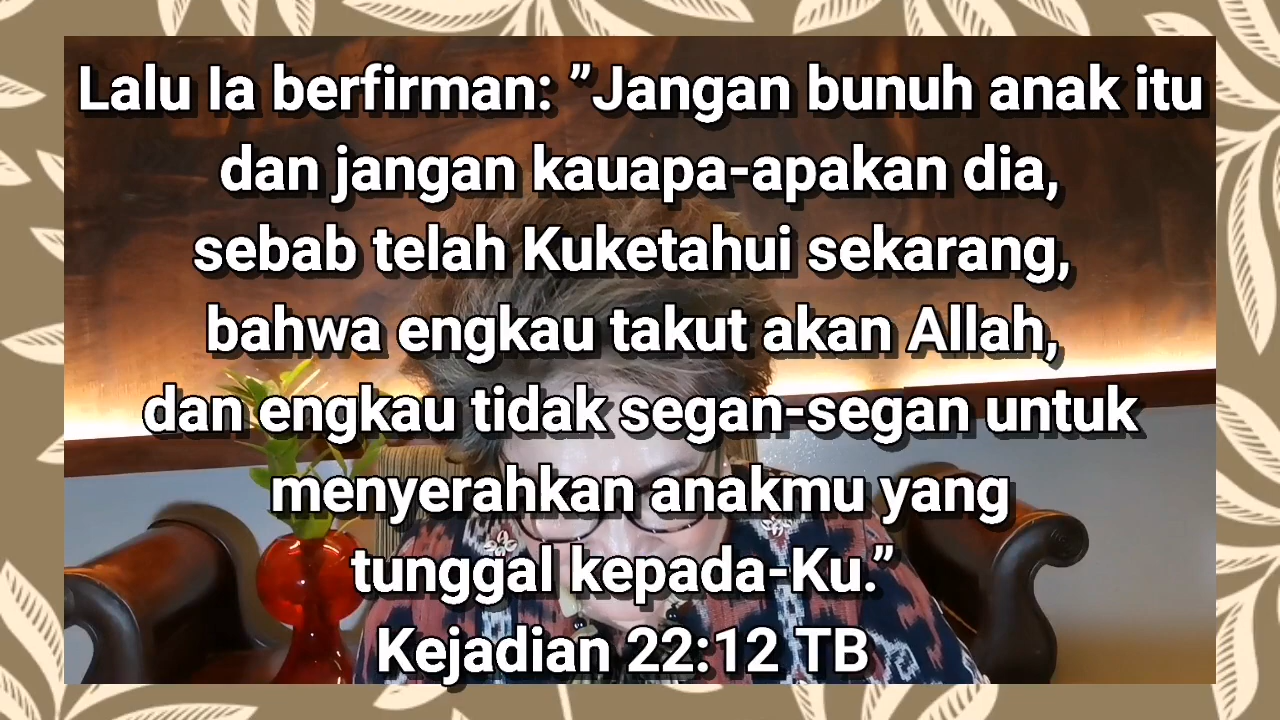 Lalu Ia berfirman: ”Jangan bunuh anak itu
dan jangan kauapa-apakan dia,
sebab telah Kuketahui sekarang,
bahwa engkau takut akan Allah,
dan engkau tidak segan-segan untuk
menyerahkan anakmu yang
tunggal kepada-Ku.”
Kejadian 22:12 TB